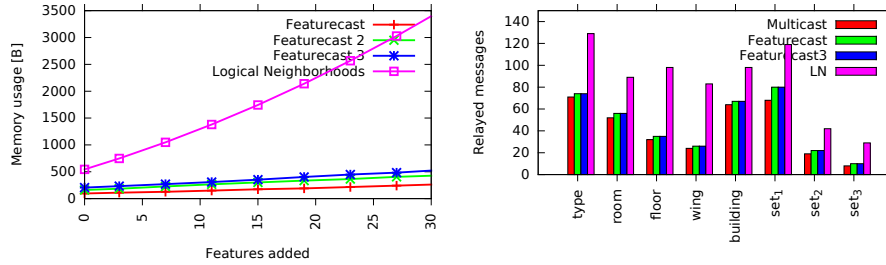 3500
3000
2500
2000
1500
1000
500
0
Memory usage [B]
0
5
10
15
20
25
30
Features added
Featurecast
Featurecast 2
Featurecast 3
Logical Neighborhoods
140
120
100
80
60
40
20
0
Relayed messages
type
room
floor
wing
building
set₁
set₂
set₃
Multicast
Featurecast
Featurecast3
LN